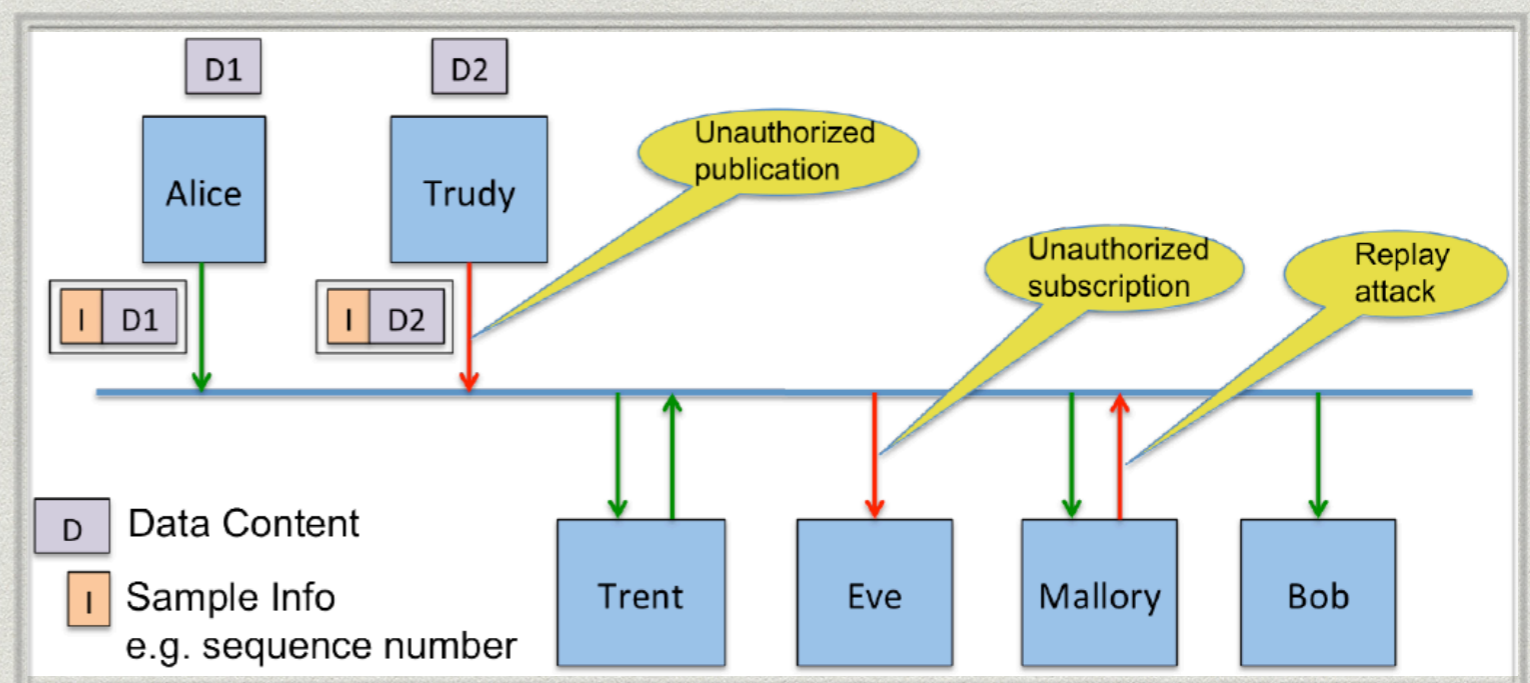 D1
D2
Alice
Trudy
Unauthorized
publication
Unauthorized
subscription
Replay
attack
I D1
I D2
D Data Content
I Sample Info
e.g. sequence number
Trent
Eve
Mallory
Bob